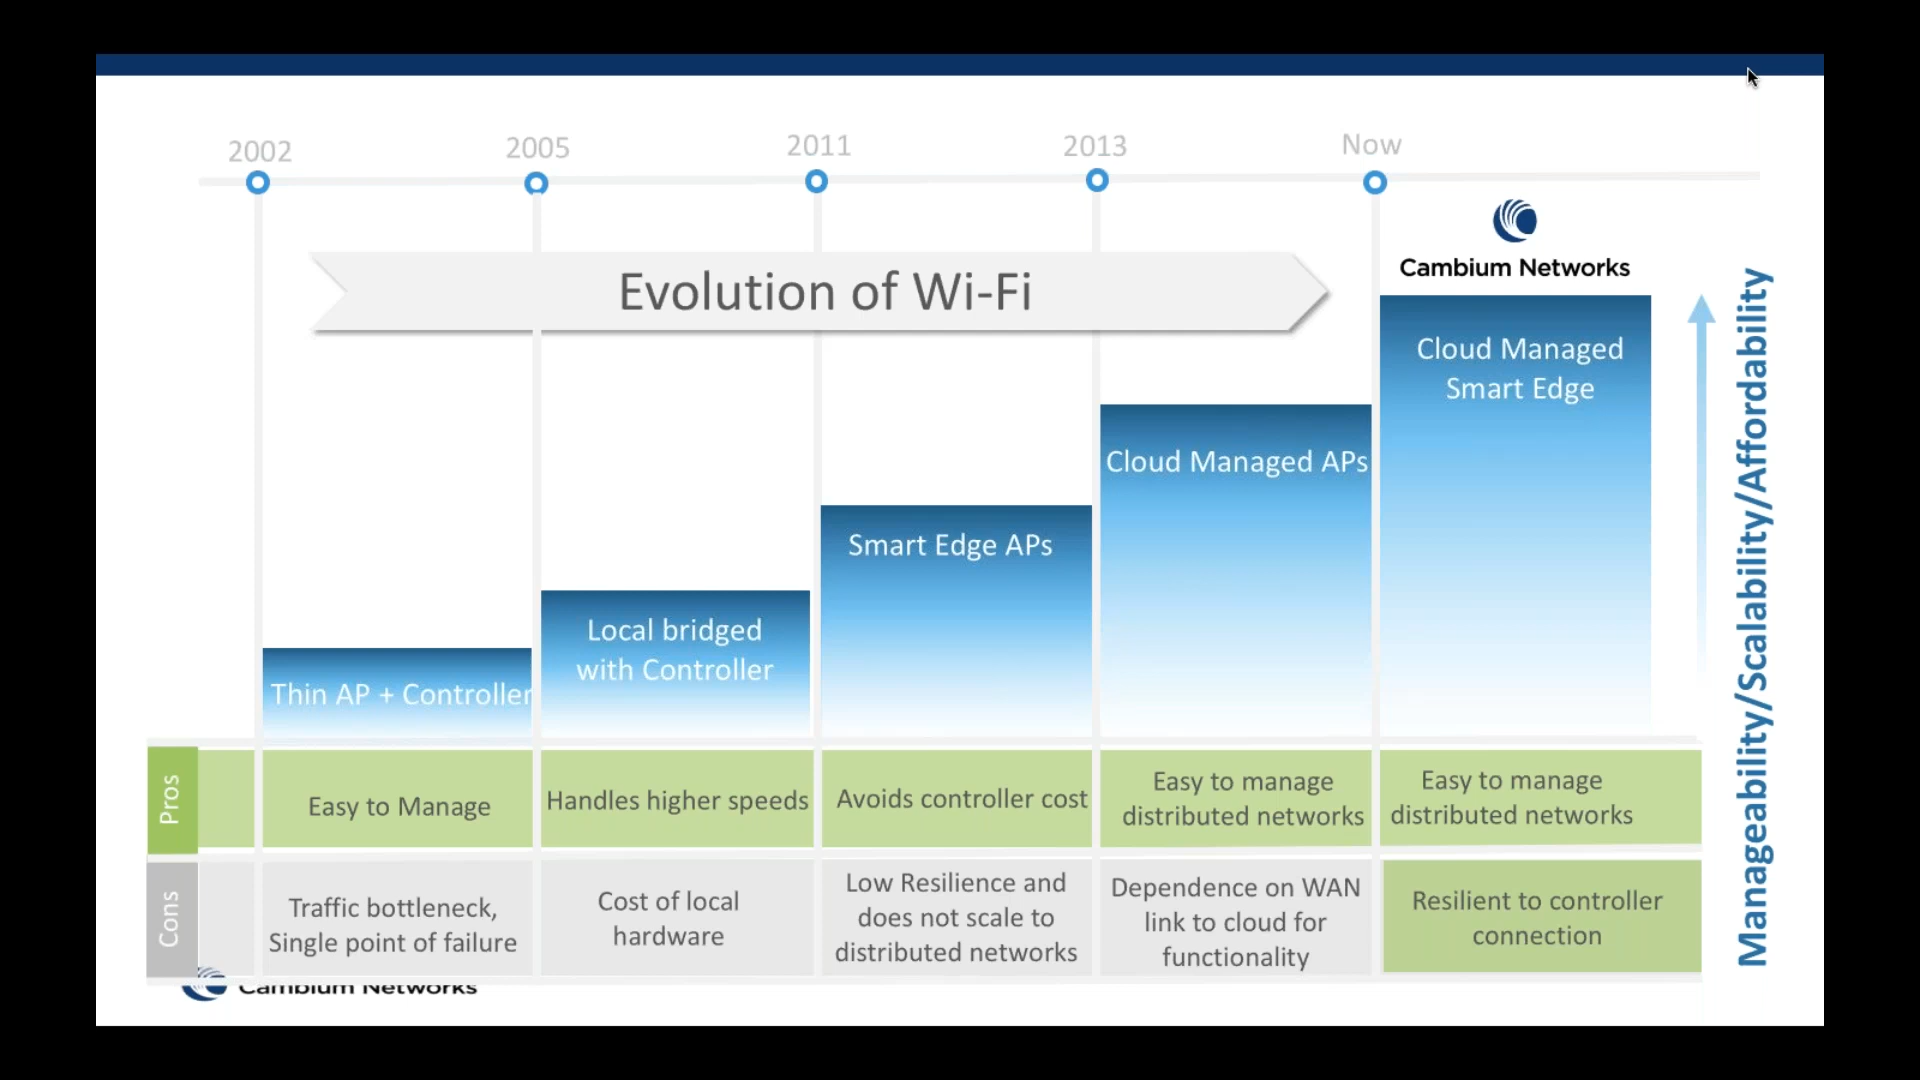 2002
2005
2011
2013
Now
Cambium Networks
Evolution of Wi-Fi
Cloud Managed
Smart Edge
Cloud Managed APs
Smart Edge APs
Local bridged
with Controller
Thin AP + Controller
Manageability/Scalability/Affordability
Pros
Easy to Manage
Handles higher speeds
Avoids controller cost
Easy to manage
distributed networks
Easy to manage
distributed networks
Cons
Traffic bottleneck,
Single point of failure
Cost of local
hardware
Low Resilience and
does not scale to
distributed networks
Dependence on WAN
link to cloud for
functionality
Resilient to controller
connection
Cambium Networks